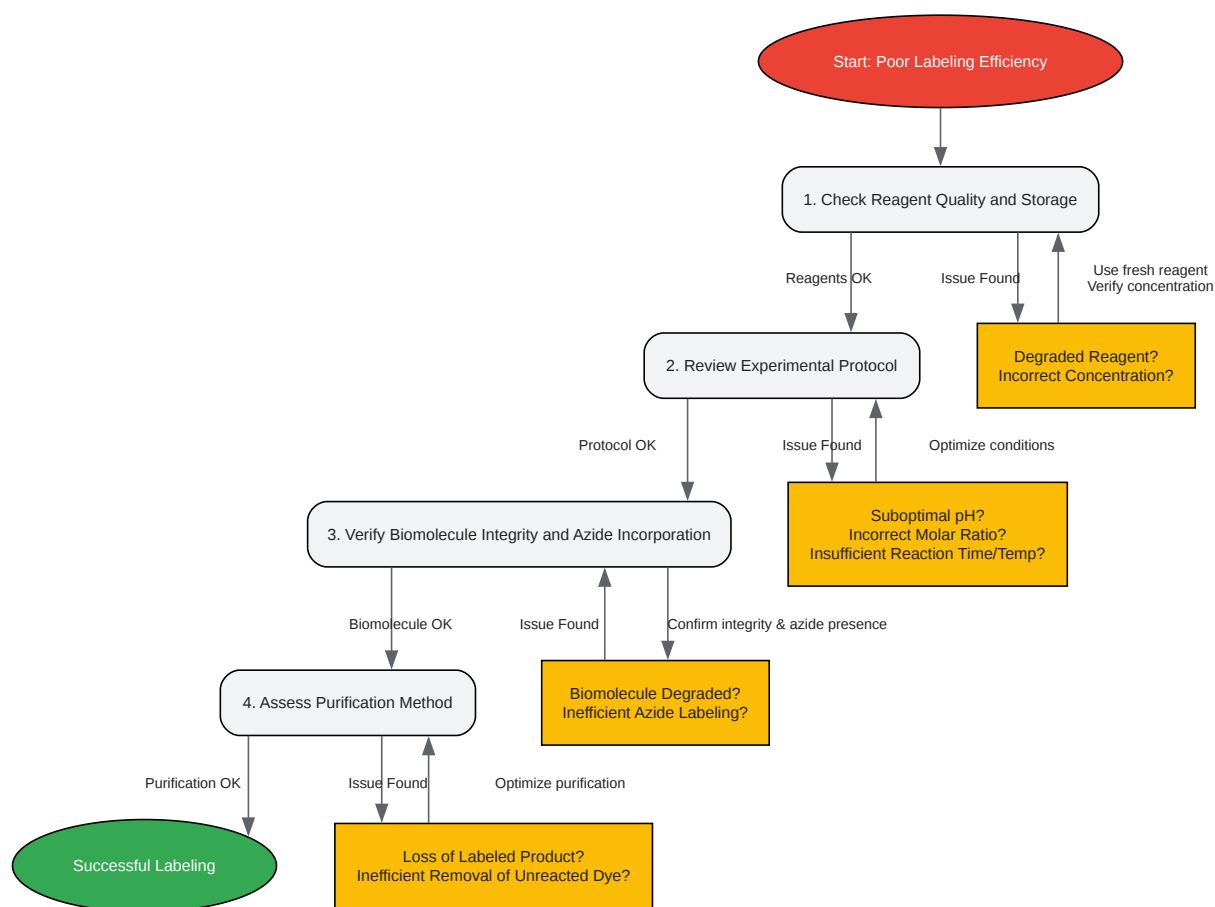 Start: Poor Labeling Efficiency
1. Check Reagent Quality and Storage
Reagents OK
Issue Found
Use fresh reagent
Verify concentration
Degraded Reagent?
Incorrect Concentration?
2. Review Experimental Protocol
Protocol OK
Issue Found
Optimize conditions
Suboptimal pH?
Incorrect Molar Ratio?
Insufficient Reaction Time/Temp?
3. Verify Biomolecule Integrity and Azide Incorporation
Biomolecule OK
Issue Found
Confirm integrity & azide presence
Biomolecule Degraded?
Inefficient Azide Labeling?
4. Assess Purification Method
Purification OK
Issue Found
Optimize purification
Successful Labeling
Loss of Labeled Product?
Inefficient Removal of Unreacted Dye?